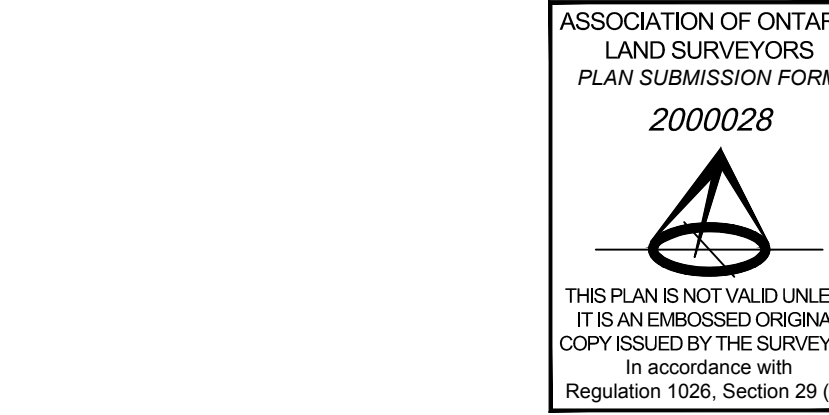 ASSOCIATION OF ONTAR
LAND SURVEYORS
PLAN SUBMISSION FORM
2000028
THIS PLAN IS NOT VALID UNLE
IT IS AN EMBOSSED ORIGINA
COPY ISSUED BY THE SURVEY
In accordance with
Regulation 1026, Section 29 (